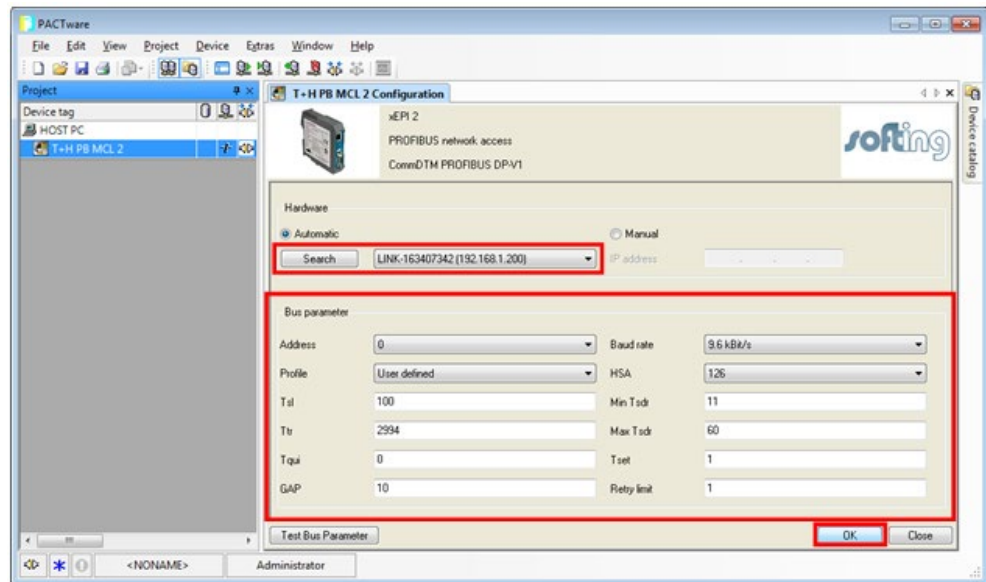 PACTware
File Edit View Project Device Extras Window Help
Project
T+H PB MCL 2 Configuration
Device tag
HOST PC
T+H PB MCL 2
xEPI 2
PROFIBUS network access
CommDTM PROFIBUS DP-V1
softing
Device catalog
Hardware
Automatic Manual
Search LINK-163407342 (192.168.1.200) IP address
Bus parameter
Address 0 Baud rate 9.6 kBit/s
Profile User defined HSA 126
Tsl 100 Min Tsdr 11
Ttr 2994 Max Tsdr 60
Tqui 0 Tset 1
GAP 10 Retry limit 1
Test Bus Parameter OK Close
<NONAME> Administrator